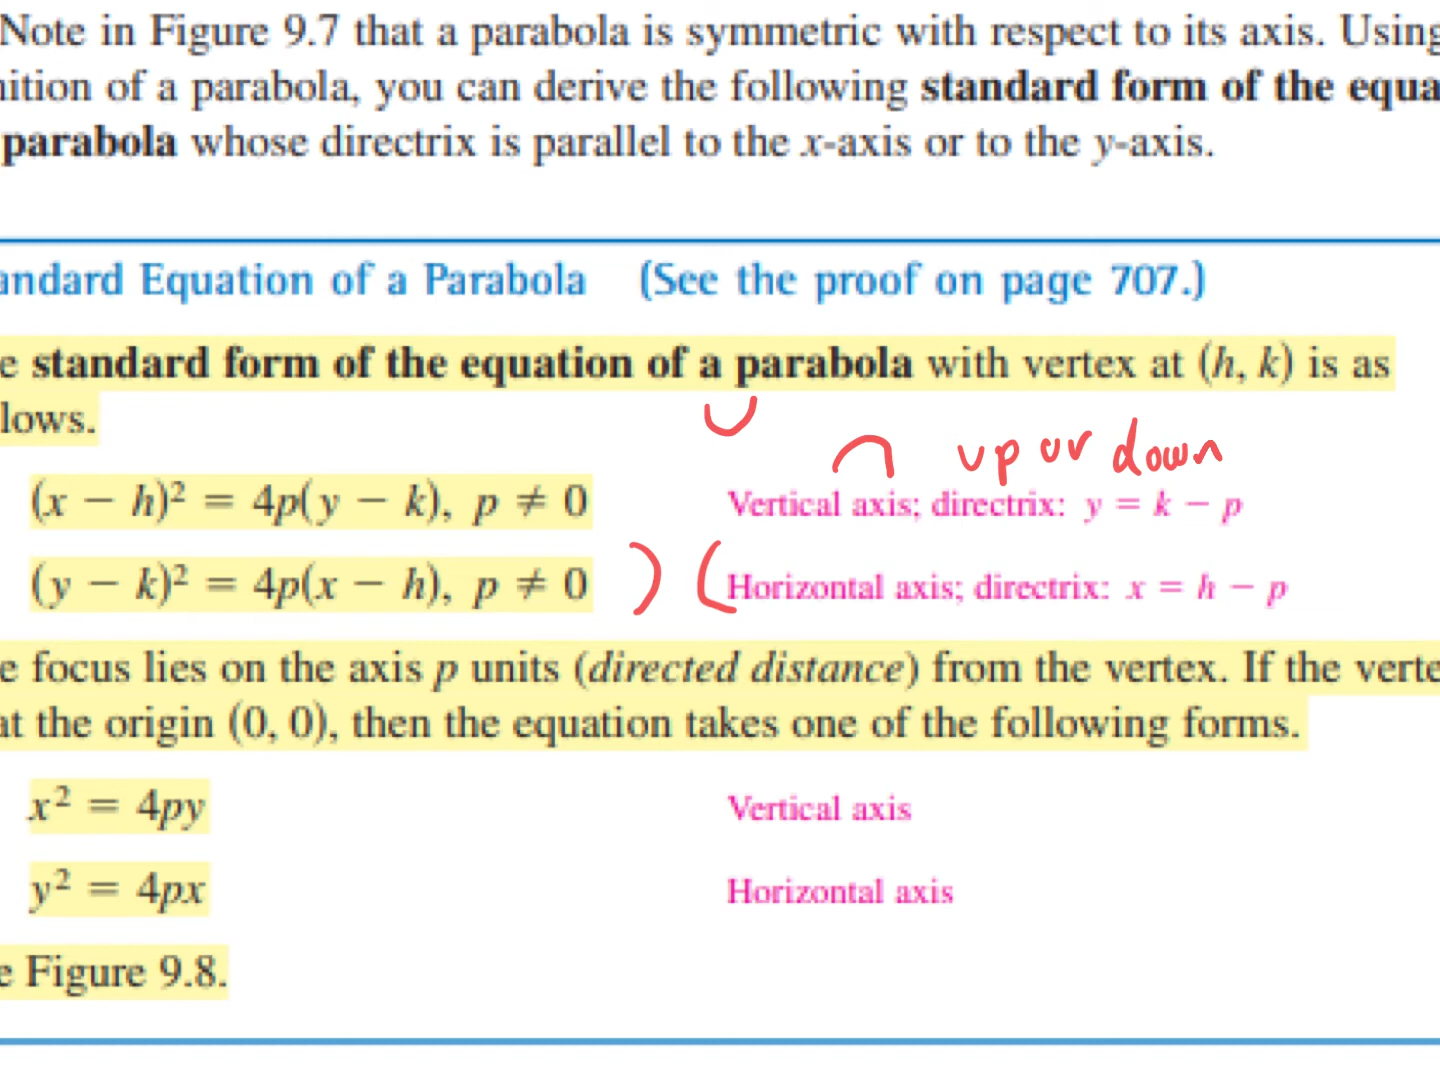 Note in Figure 9.7 that a parabola is symmetric with respect to its axis. Using
nition of a parabola, you can derive the following standard form of the equa
parabola whose directrix is parallel to the x-axis or to the y-axis.
andard Equation of a Parabola (See the proof on page 707.)
e standard form of the equation of a parabola with vertex at (h, k) is as
lows.
up or down
(x − h)² = 4p(y − k), p ≠ 0 Vertical axis; directrix: y = k − p
(y − k)² = 4p(x − h), p ≠ 0 Horizontal axis; directrix: x = h − p
e focus lies on the axis p units (directed distance) from the vertex. If the verte
at the origin (0, 0), then the equation takes one of the following forms.
x² = 4py Vertical axis
y² = 4px Horizontal axis
e Figure 9.8.